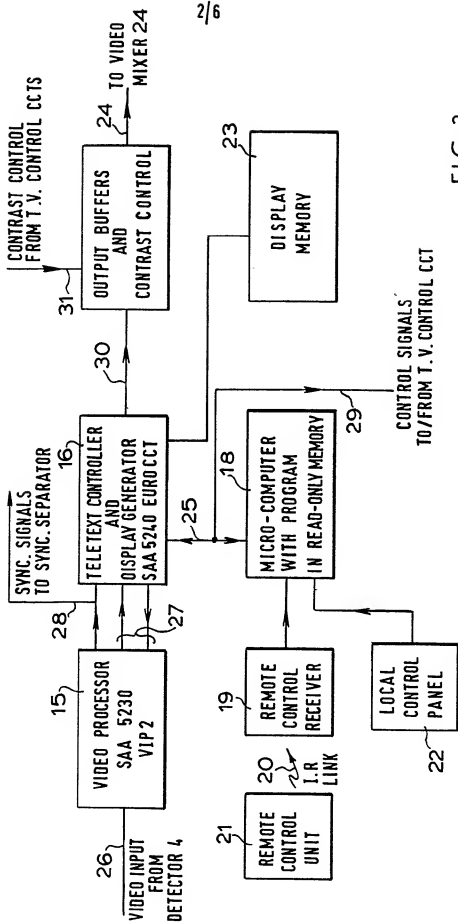 2/6
SYNC. SIGNALS
TO SYNC. SEPARATOR
CONTRAST CONTROL
FROM T.V. CONTROL CCTS
28
31
15
VIDEO PROCESSOR
SAA 5230
VIP2
16
TELETEXT CONTROLLER
AND
DISPLAY GENERATOR
SAA 5240 EURO CCT
OUTPUT BUFFERS
AND
CONTRAST CONTROL
24
TO VIDEO
MIXER 24
26
VIDEO INPUT
FROM
DETECTOR 4
27
30
25
23
DISPLAY
MEMORY
21
REMOTE
CONTROL
UNIT
20
I.R
LINK
19
REMOTE
CONTROL
RECEIVER
18
MICRO-COMPUTER
WITH PROGRAM
IN READ-ONLY MEMORY
29
CONTROL SIGNALS
TO/FROM T.V. CONTROL CCT
LOCAL
CONTROL
PANEL
22